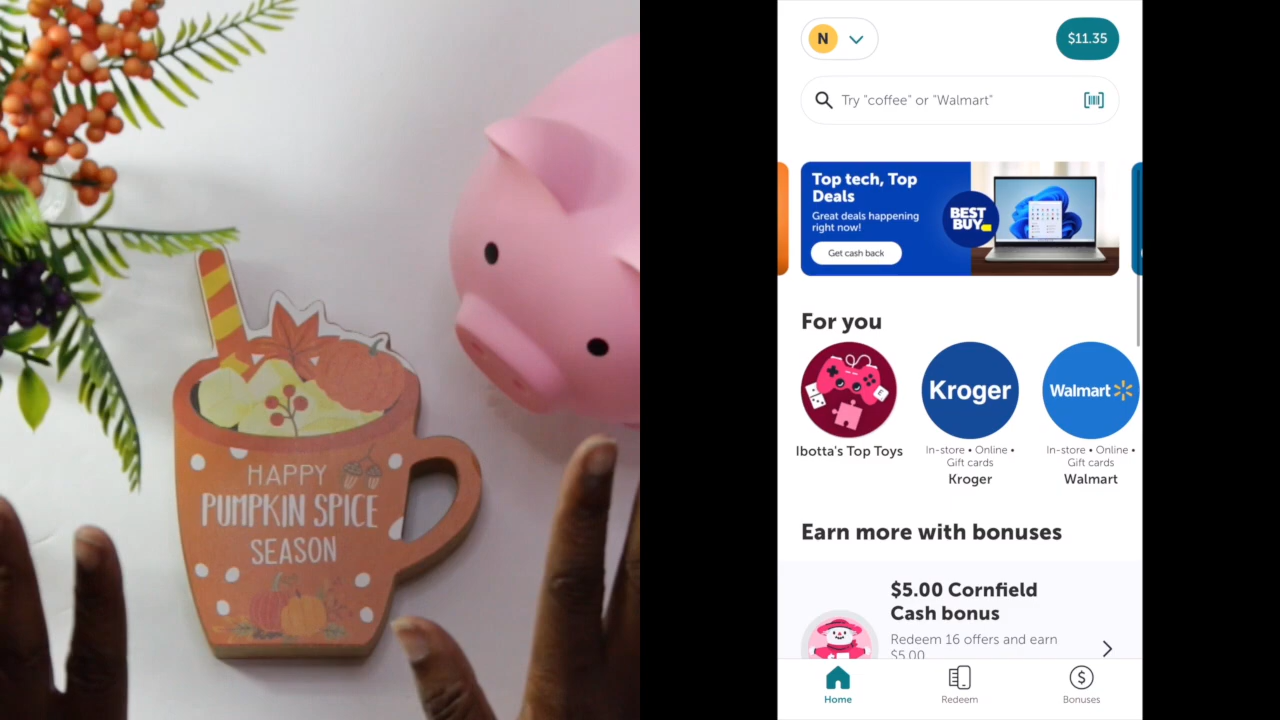 HAPPY
PUMPKIN SPICE
SEASON
N
$11.35
Try "coffee" or "Walmart"
Top tech, Top
Deals
Great deals happening
right now!
Get cash back
BEST
BUY
For you
Kroger
Walmart
Ibotta's Top Toys
In-store • Online •
Gift cards
Kroger
In-store • Online •
Gift cards
Walmart
Earn more with bonuses
$5.00 Cornfield
Cash bonus
Redeem 16 offers and earn
$5.00
Home
Redeem
Bonuses